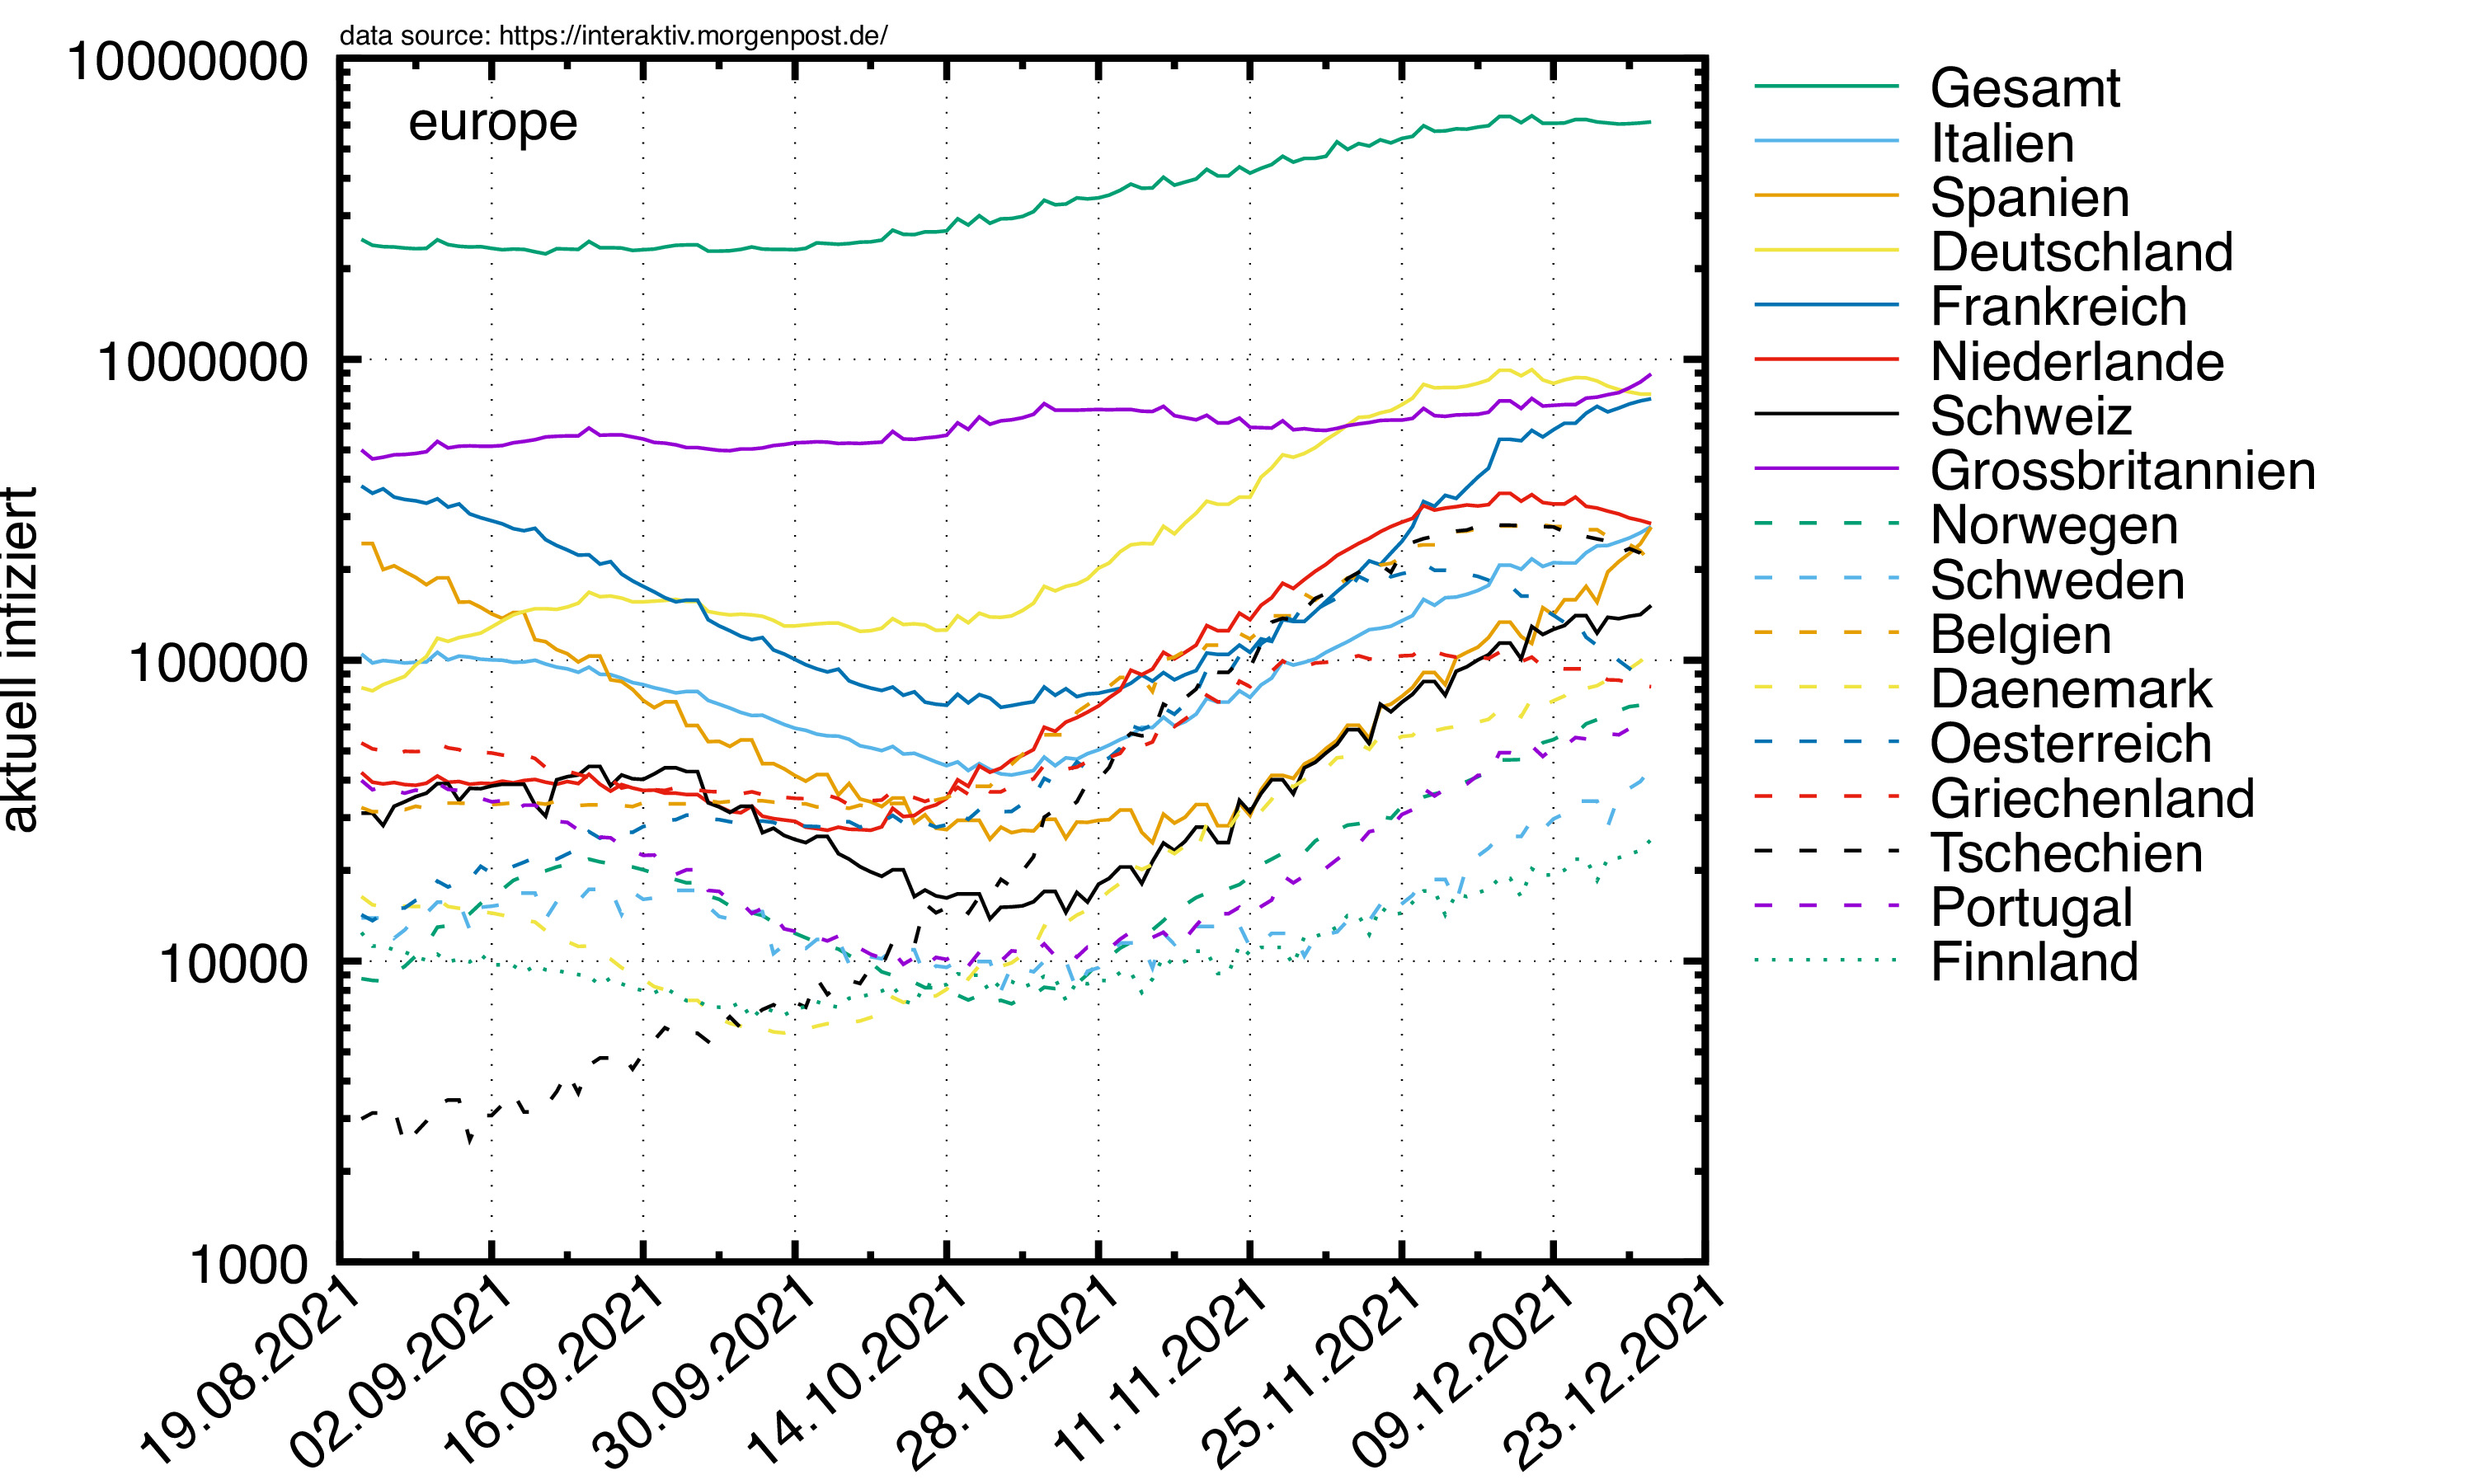 data source: https://interaktiv.morgenpost.de/
europe
aktuell infiziert
10000000
1000000
100000
10000
1000
19.08.2021
02.09.2021
16.09.2021
30.09.2021
14.10.2021
28.10.2021
11.11.2021
25.11.2021
09.12.2021
23.12.2021
Gesamt
Italien
Spanien
Deutschland
Frankreich
Niederlande
Schweiz
Grossbritannien
Norwegen
Schweden
Belgien
Daenemark
Oesterreich
Griechenland
Tschechien
Portugal
Finnland